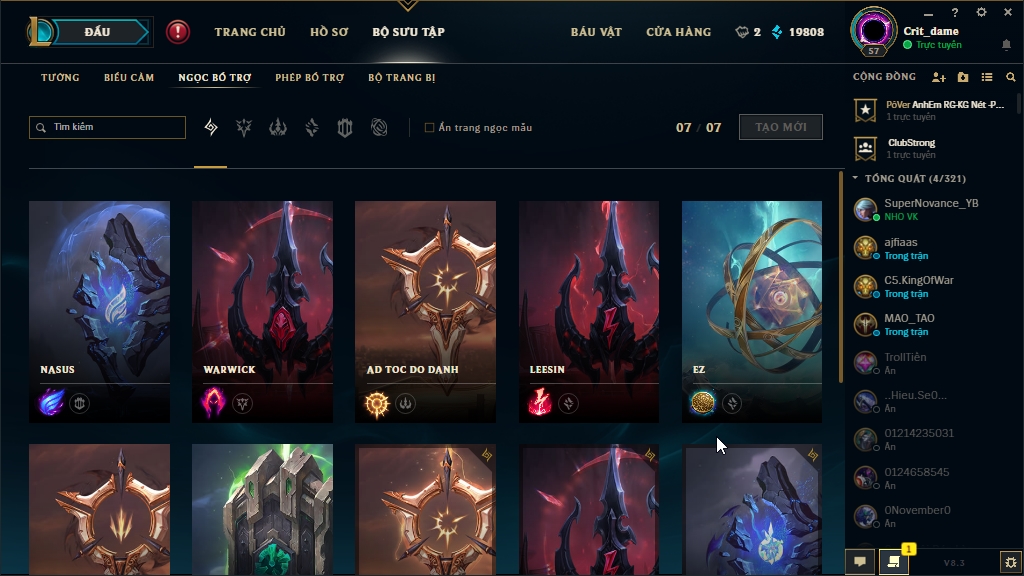 ĐẤU
TRANG CHỦ
HỒ SƠ
BỘ SƯU TẬP
BÁU VẬT
CỬA HÀNG
2
19808
?
57
Crit_dame
Trực tuyến
TƯỚNG
BIỂU CẢM
NGỌC BỔ TRỢ
PHÉP BỔ TRỢ
BỘ TRANG BỊ
CỘNG ĐỒNG
Tìm kiếm
Ẩn trang ngọc mẫu
07 / 07
TẠO MỚI
PôVer AnhEm RG-KG Nét -P...
1 trực tuyến
ClubStrong
1 trực tuyến
TỔNG QUÁT (4/321)
SuperNovance_YB
NHO VK
ajfiaas
Trong trận
C5.KingOfWar
Trong trận
MAO_TAO
Trong trận
TrollTiên
Ẩn
..Hieu.Se0...
Ẩn
01214235031
Ẩn
0124658545
Ẩn
0November0
Ẩn
NASUS
WARWICK
AD TOC DO DANH
LEESIN
EZ
1
V8.3